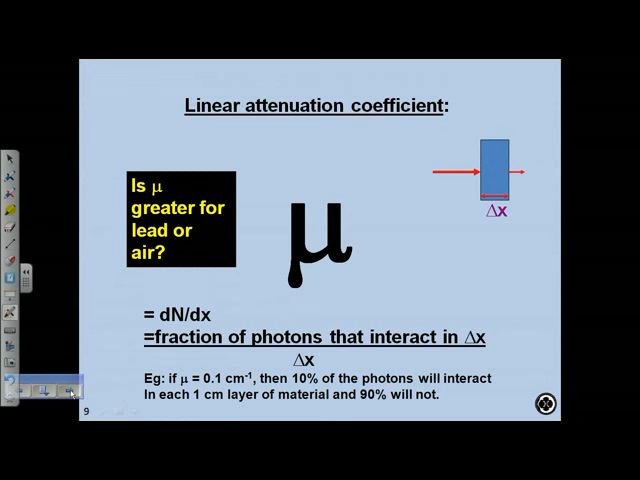 Linear attenuation coefficient:
Is μ
greater for
lead or
air?
μ
Δx
= dN/dx
=fraction of photons that interact in Δx
Δx
Eg: if μ = 0.1 cm⁻¹, then 10% of the photons will interact
In each 1 cm layer of material and 90% will not.
9